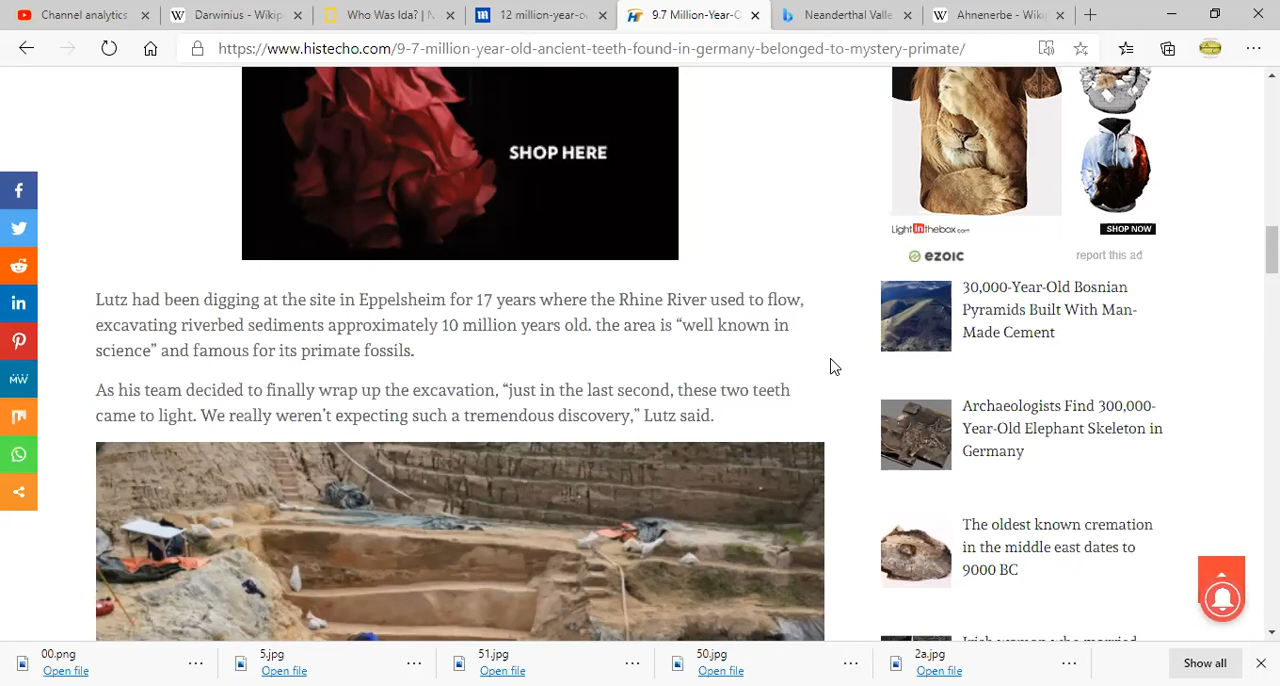 Channel analytics
Darwinius - Wikip
Who Was Ida? | N
12 million-year-o
9.7 Million-Year-O
Neanderthal Valle
Ahnenerbe - Wiki
https://www.histecho.com/9-7-million-year-old-ancient-teeth-found-in-germany-belonged-to-mystery-primate/
SHOP HERE
Lutz had been digging at the site in Eppelsheim for 17 years where the Rhine River used to flow,
excavating riverbed sediments approximately 10 million years old. the area is “well known in
science” and famous for its primate fossils.
As his team decided to finally wrap up the excavation, “just in the last second, these two teeth
came to light. We really weren’t expecting such a tremendous discovery,” Lutz said.
LightInthebox.com
SHOP NOW
ezoic
report this ad
30,000-Year-Old Bosnian
Pyramids Built With Man-
Made Cement
Archaeologists Find 300,000-
Year-Old Elephant Skeleton in
Germany
The oldest known cremation
in the middle east dates to
9000 BC
Irish woman who married
00.png
Open file
5.jpg
Open file
51.jpg
Open file
50.jpg
Open file
2a.jpg
Open file
Show all